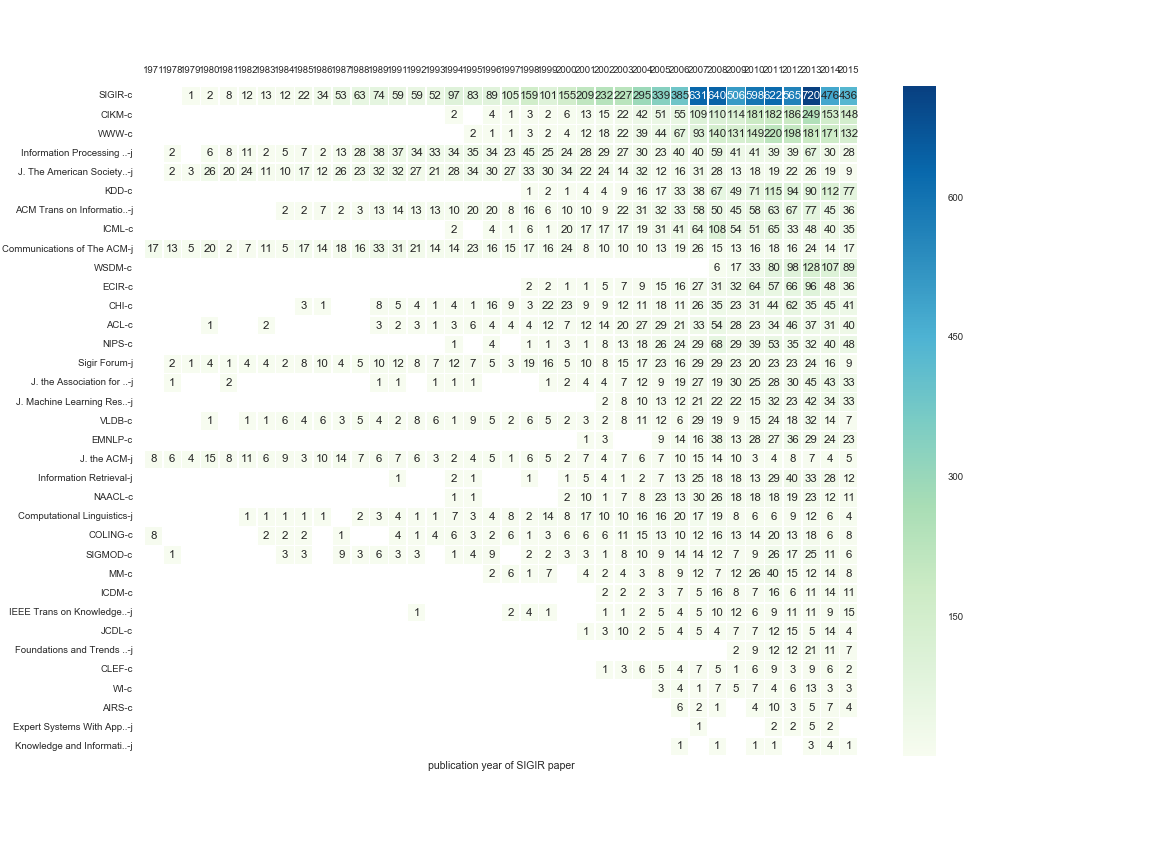 1971 1978 1979 1980 1981 1982 1983 1984 1985 1986 1987 1988 1989 1991 1992 1993 1994 1995 1996 1997 1998 1999 2000 2001 2002 2003 2004 2005 2006 2007 2008 2009 2010 2011 2012 2013 2014 2015
SIGIR-c 1 2 8 12 13 12 22 34 53 63 74 59 59 52 97 83 89 105 159 101 155 209 232 227 295 339 385 631 640 506 598 622 565 720 476 436
CIKM-c 2 4 1 3 2 6 13 15 22 42 51 55 109 110 114 181 182 186 249 153 148
WWW-c 2 1 1 3 2 4 12 18 22 39 44 67 93 140 131 149 220 198 181 171 132
Information Processing ..-j 2 6 8 11 2 5 7 2 13 28 38 37 34 33 34 35 34 23 45 25 24 28 29 27 30 23 40 40 59 41 41 39 39 67 30 28
J. The American Society..-j 2 3 26 20 24 11 10 17 12 26 23 32 32 27 21 28 34 30 27 33 30 34 22 24 14 32 12 16 31 28 13 18 19 22 26 19 9
KDD-c 1 2 1 4 4 9 16 17 33 38 67 49 71 115 94 90 112 77
ACM Trans on Informatio..-j 2 2 7 2 3 13 14 13 13 10 20 20 8 16 6 10 10 9 22 31 32 33 58 50 45 58 63 67 77 45 36
ICML-c 2 4 1 6 1 20 17 17 17 19 31 41 64 108 54 51 65 33 48 40 35
Communications of The ACM-j 17 13 5 20 2 7 11 5 17 14 18 16 33 31 21 14 14 23 16 15 17 16 24 8 10 10 10 13 19 26 15 13 16 18 16 24 14 17
WSDM-c 6 17 33 80 98 128 107 89
ECIR-c 2 2 1 1 5 7 9 15 16 27 31 32 64 57 66 96 48 36
CHI-c 3 1 8 5 4 1 4 1 16 9 3 22 23 9 9 12 11 18 11 26 35 23 31 44 62 35 45 41
ACL-c 1 2 3 2 3 1 3 6 4 4 4 12 7 12 14 20 27 29 21 33 54 28 23 34 46 37 31 40
NIPS-c 1 4 1 1 3 1 8 13 18 26 24 29 68 29 39 53 35 32 40 48
Sigir Forum-j 2 1 4 1 4 4 2 8 10 4 5 10 12 8 7 12 7 5 3 19 16 5 10 8 15 17 23 16 29 29 23 20 23 23 24 16 9
J. the Association for ..-j 1 2 1 1 1 1 1 1 2 4 4 7 12 9 19 27 19 30 25 28 30 45 43 33
J. Machine Learning Res..-j 2 8 10 13 12 21 22 22 15 32 23 42 34 33
VLDB-c 1 1 1 6 4 6 3 5 4 2 8 6 1 9 5 2 6 5 2 3 2 8 11 12 6 29 19 9 15 24 18 32 14 7
EMNLP-c 1 3 9 14 16 38 13 28 27 36 29 24 23
J. the ACM-j 8 6 4 15 8 11 6 9 3 10 14 7 6 7 6 3 2 4 5 1 6 5 2 7 4 7 6 7 10 15 14 10 3 4 8 7 4 5
Information Retrieval-j 1 2 1 1 1 5 4 1 2 7 13 25 18 18 13 29 40 33 28 12
NAACL-c 1 1 2 10 1 7 8 23 13 30 26 18 18 18 19 23 12 11
Computational Linguistics-j 1 1 1 1 1 2 3 4 1 1 7 3 4 8 2 14 8 17 10 10 16 16 20 17 19 8 6 6 9 12 6 4
COLING-c 8 2 2 2 1 4 1 4 6 3 2 6 1 3 6 6 6 11 15 13 10 12 16 13 14 20 13 18 6 8
SIGMOD-c 1 3 3 9 3 6 3 3 1 4 9 2 2 3 3 1 8 10 9 14 14 12 7 9 26 17 25 11 6
MM-c 2 6 1 7 4 2 4 3 8 9 12 7 12 26 40 15 12 14 8
ICDM-c 2 2 2 3 7 5 16 8 7 16 6 11 14 11
IEEE Trans on Knowledge..-j 1 2 4 1 1 1 2 5 4 5 10 12 6 9 11 11 9 15
JCDL-c 1 3 10 2 5 4 5 4 7 7 12 15 5 14 4
Foundations and Trends ..-j 2 9 12 12 21 11 7
CLEF-c 1 3 6 5 4 7 5 1 6 9 3 9 6 2
WI-c 3 4 1 7 5 7 4 6 13 3 3
AIRS-c 6 2 1 4 10 3 5 7 4
Expert Systems With App..-j 1 2 2 5 2
Knowledge and Informati..-j 1 1 1 1 3 4 1
publication year of SIGIR paper
600
450
300
150